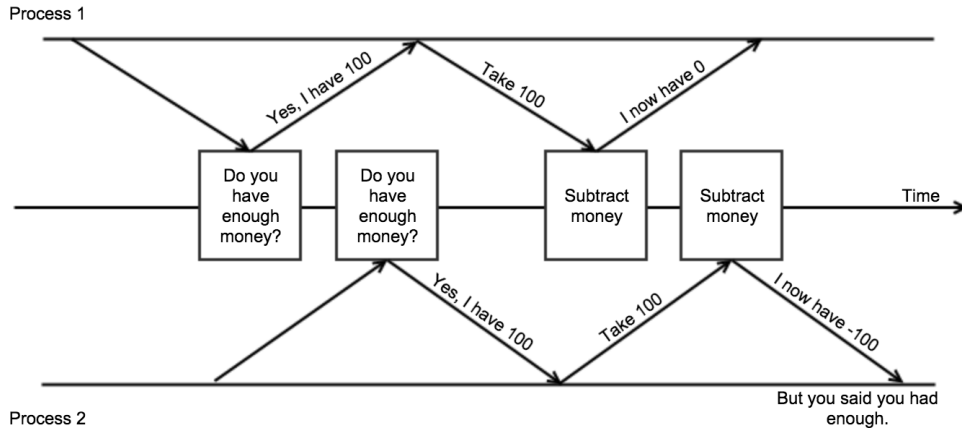 Process 1
Yes, I have 100
Take 100
I now have 0
Do you
have
enough
money?
Do you
have
enough
money?
Subtract
money
Subtract
money
Time
Yes, I have 100
Take 100
I now have -100
But you said you had
enough.
Process 2